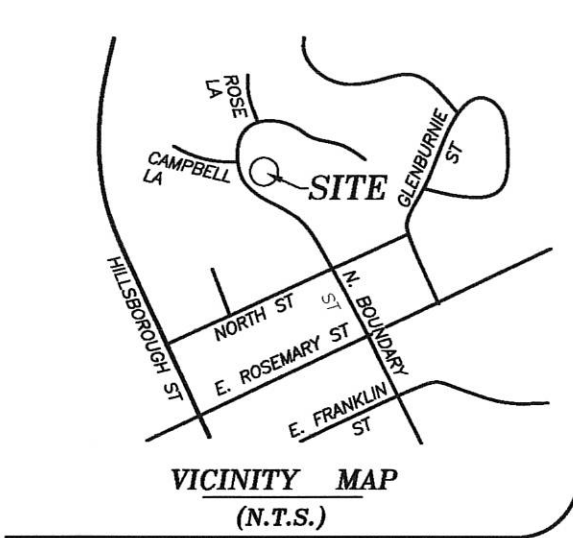 ROSE
LA
CAMPBELL
LA
SITE
GLENBURNIE
ST
HILLSBOROUGH ST
NORTH ST
N. BOUNDARY
ST
E. ROSEMARY ST
E. FRANKLIN
ST
VICINITY MAP
(N.T.S.)